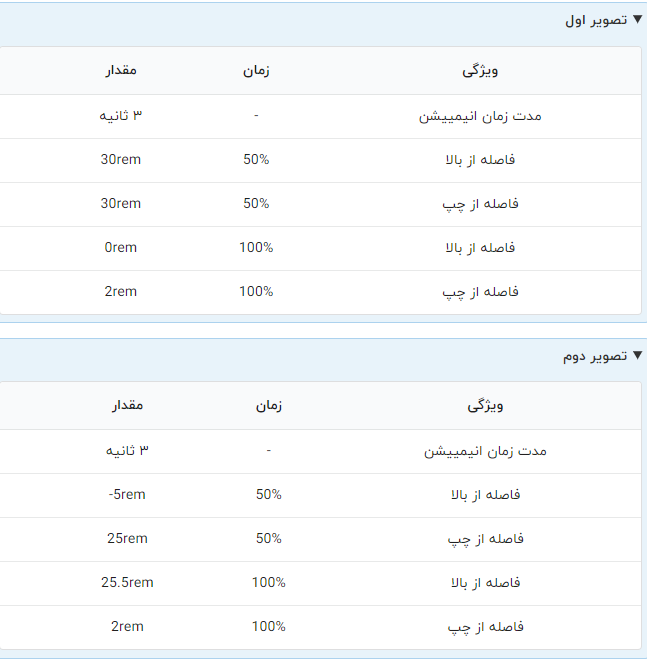 ▼ تصویر اول
ویژگی زمان مقدار
مدت زمان انیمییشن - ۳ ثانیه
فاصله از بالا 50% 30rem
فاصله از چپ 50% 30rem
فاصله از بالا 100% 0rem
فاصله از چپ 100% 2rem
▼ تصویر دوم
ویژگی زمان مقدار
مدت زمان انیمییشن - ۳ ثانیه
فاصله از بالا 50% -5rem
فاصله از چپ 50% 25rem
فاصله از بالا 100% 25.5rem
فاصله از چپ 100% 2rem